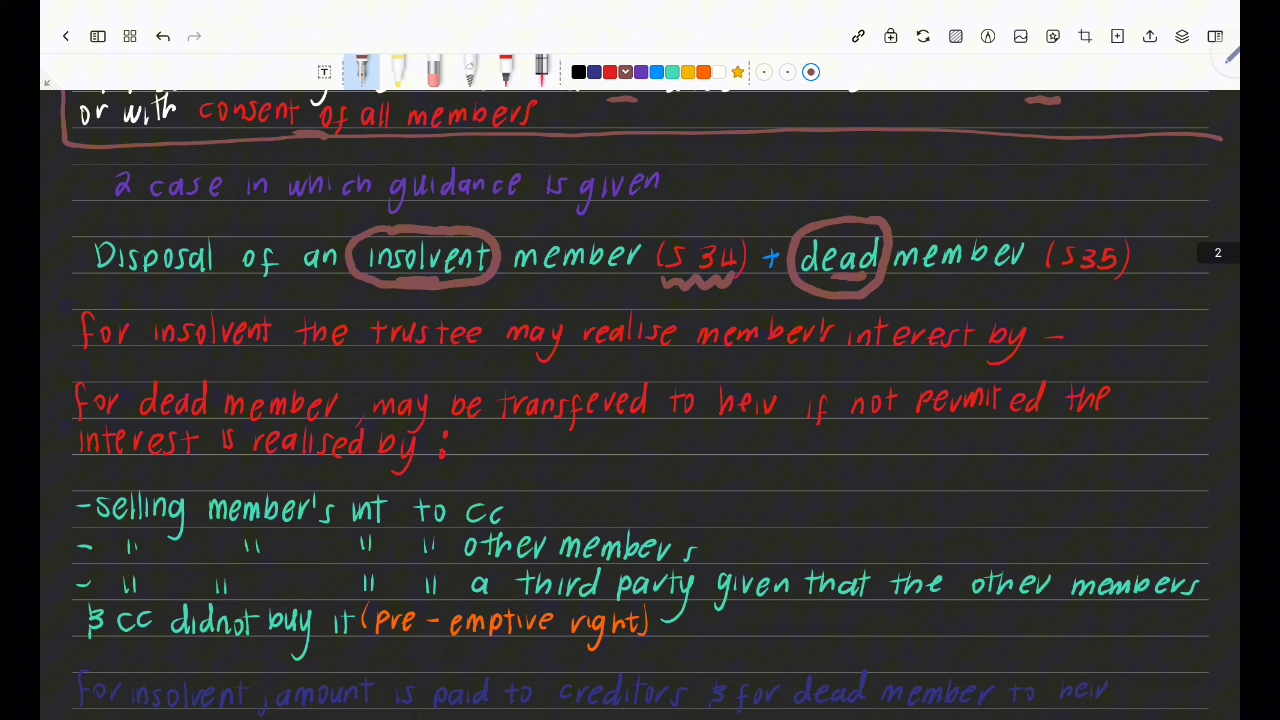 or with consent of all members
2 case in which guidance is given
Disposal of an insolvent member (s 34) + dead member (s35)
2
for insolvent the trustee may realise member's interest by -
for dead member, may be transfered to heir if not permited the
interest is realised by :
- selling member's int to cc
- " " " " other members
- " " " " a third party given that the other members
& cc didnot buy it (pre - emptive right)
for insolvent, amount is paid to creditors & for dead member to heir